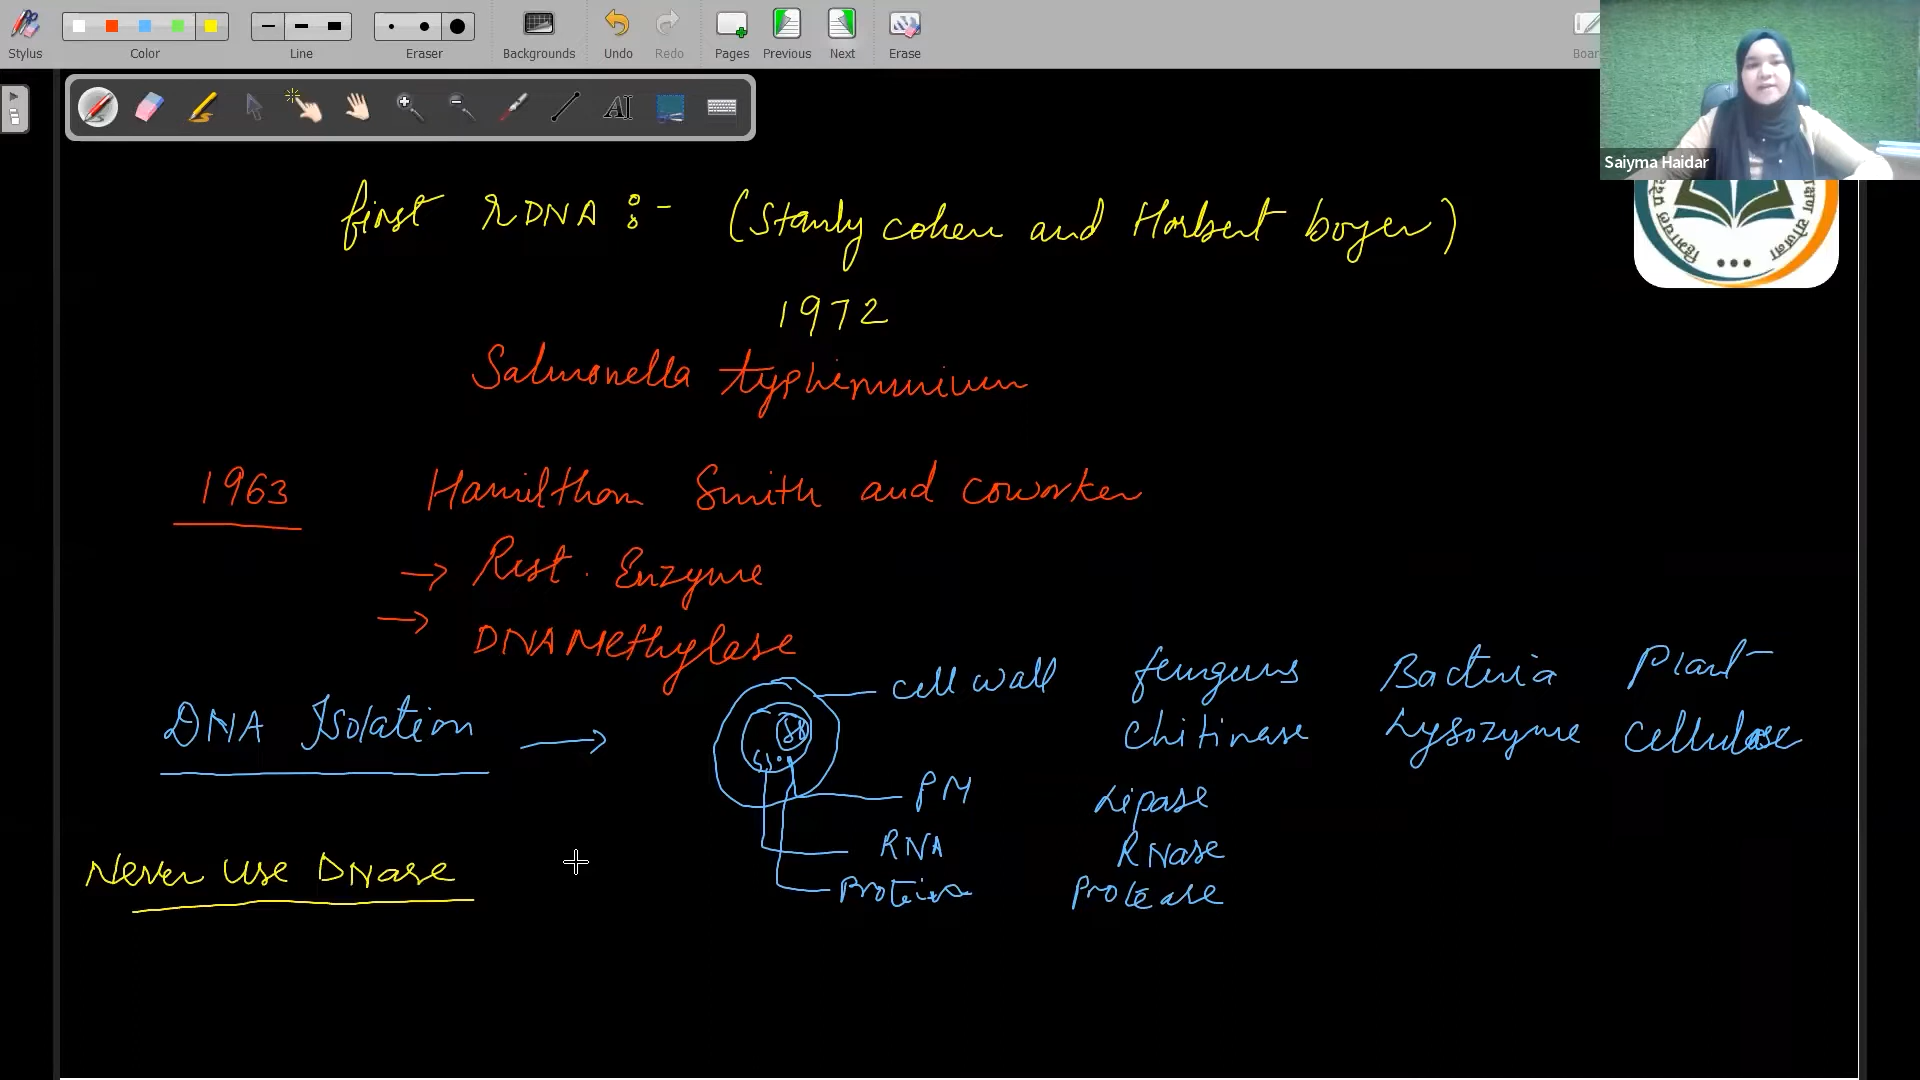 Stylus Color Line Eraser Backgrounds Undo Redo Pages Previous Next Erase Boar
Saiyma Haidar
first RDNA :- (Stanly cohen and Harbert boyer)
1972
Salmonella typhimurium
1963 Hamilthon Smith and coworker
→ Rest. Enzyme
→ DNA Methylase
cell wall fungus Bacteria Plant
DNA Isolation → Chitinase Lysozyme Cellulase
PM Lipase
RNA RNase
Never Use DNase
Proteins Protease